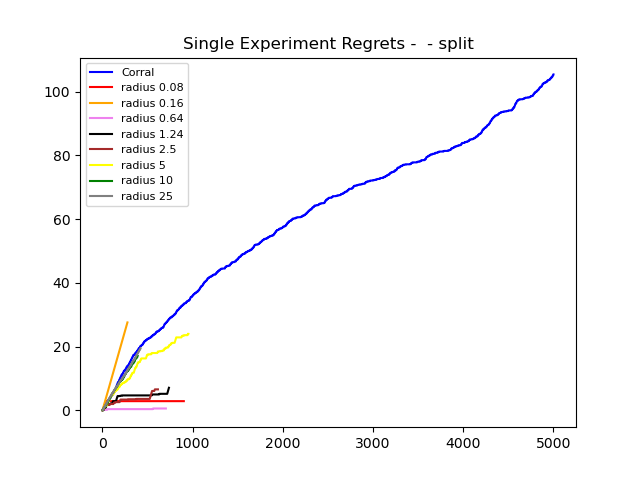 Single Experiment Regrets -  - split
Corral
radius 0.08
radius 0.16
radius 0.64
radius 1.24
radius 2.5
radius 5
radius 10
radius 25
100
80
60
40
20
0
0 1000 2000 3000 4000 5000